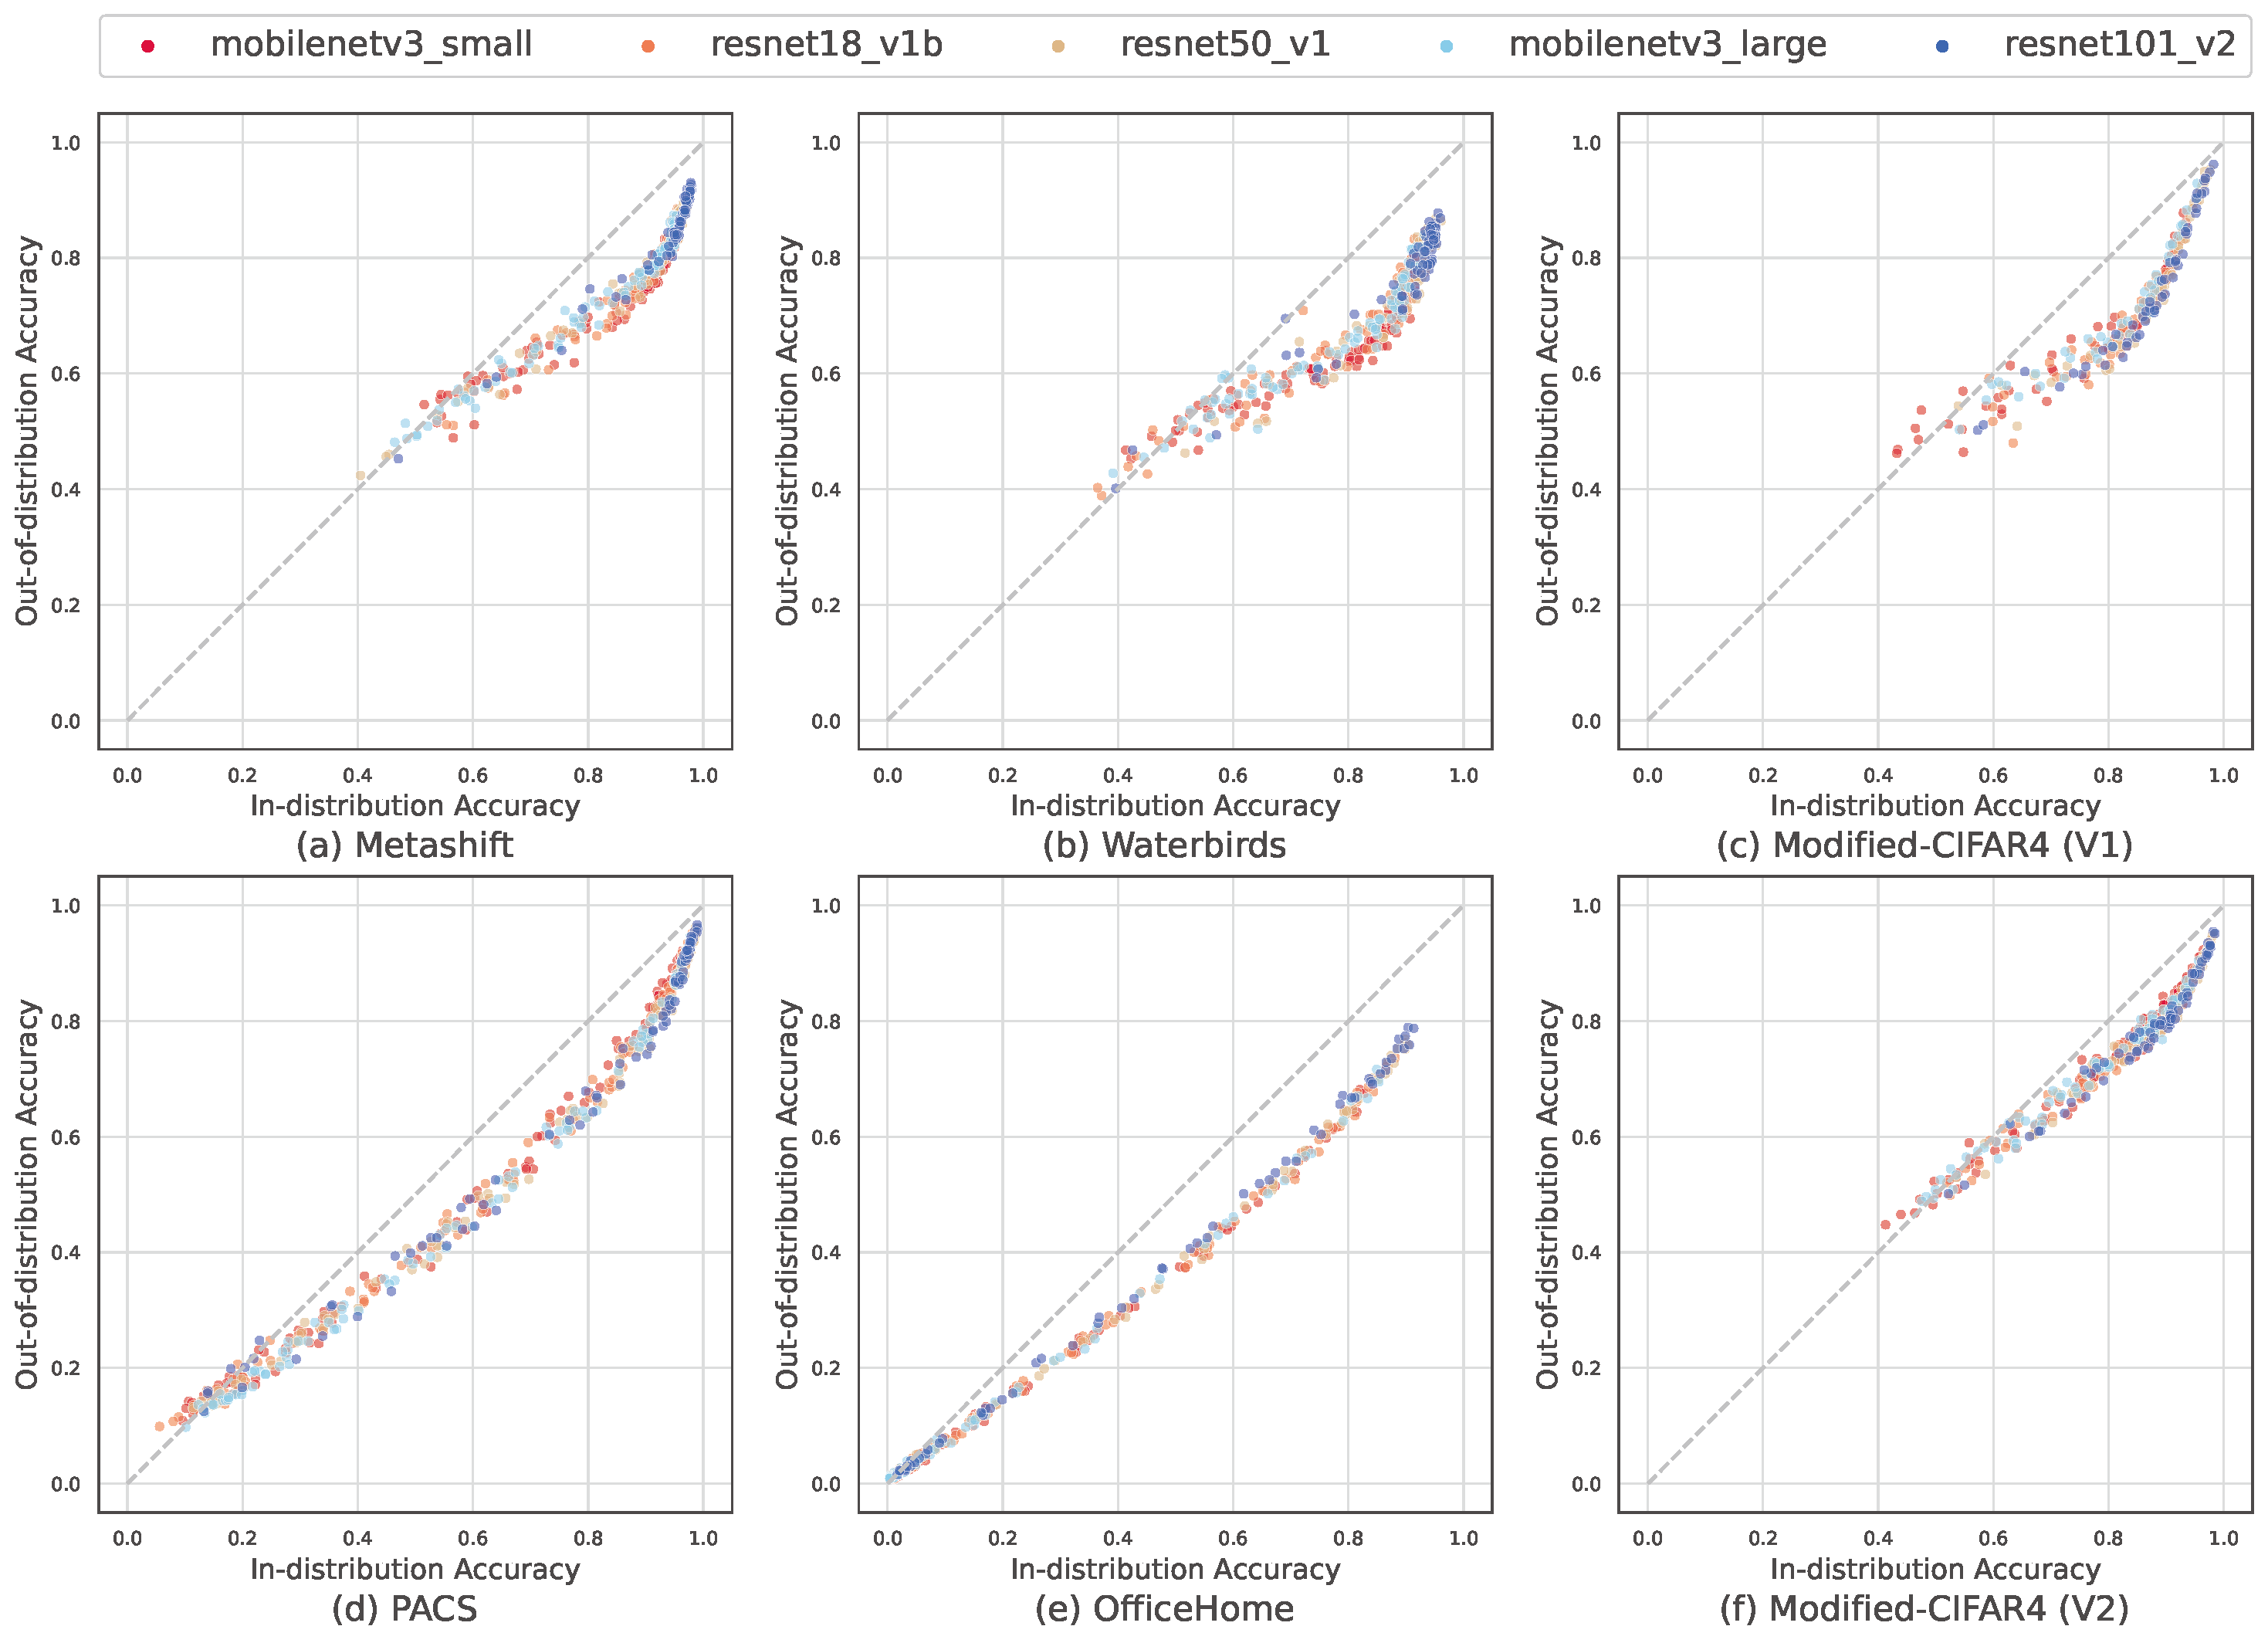 mobilenetv3_small resnet18_v1b resnet50_v1 mobilenetv3_large resnet101_v2
1.0
0.8
0.6
0.4
0.2
0.0
Out-of-distribution Accuracy
0.0 0.2 0.4 0.6 0.8 1.0
In-distribution Accuracy
(a) Metashift
1.0
0.8
0.6
0.4
0.2
0.0
Out-of-distribution Accuracy
0.0 0.2 0.4 0.6 0.8 1.0
In-distribution Accuracy
(b) Waterbirds
1.0
0.8
0.6
0.4
0.2
0.0
Out-of-distribution Accuracy
0.0 0.2 0.4 0.6 0.8 1.0
In-distribution Accuracy
(c) Modified-CIFAR4 (V1)
1.0
0.8
0.6
0.4
0.2
0.0
Out-of-distribution Accuracy
0.0 0.2 0.4 0.6 0.8 1.0
In-distribution Accuracy
(d) PACS
1.0
0.8
0.6
0.4
0.2
0.0
Out-of-distribution Accuracy
0.0 0.2 0.4 0.6 0.8 1.0
In-distribution Accuracy
(e) OfficeHome
1.0
0.8
0.6
0.4
0.2
0.0
Out-of-distribution Accuracy
0.0 0.2 0.4 0.6 0.8 1.0
In-distribution Accuracy
(f) Modified-CIFAR4 (V2)